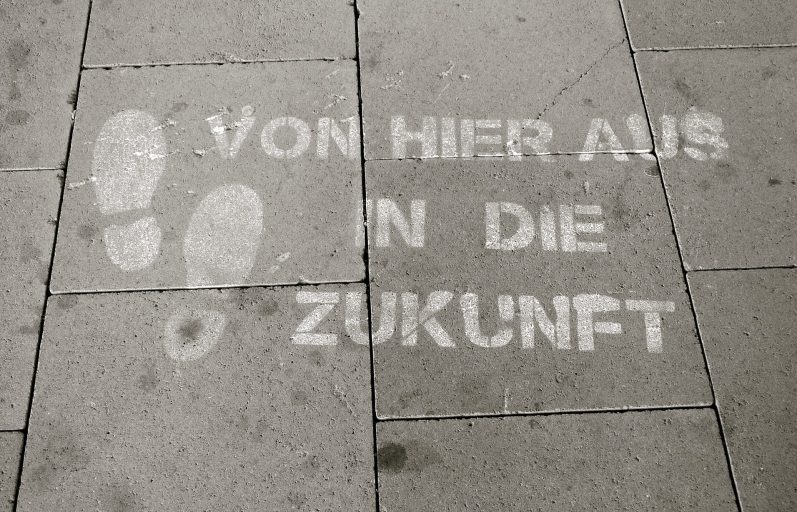 VON HIER AUS
IN DIE
ZUKUNFT